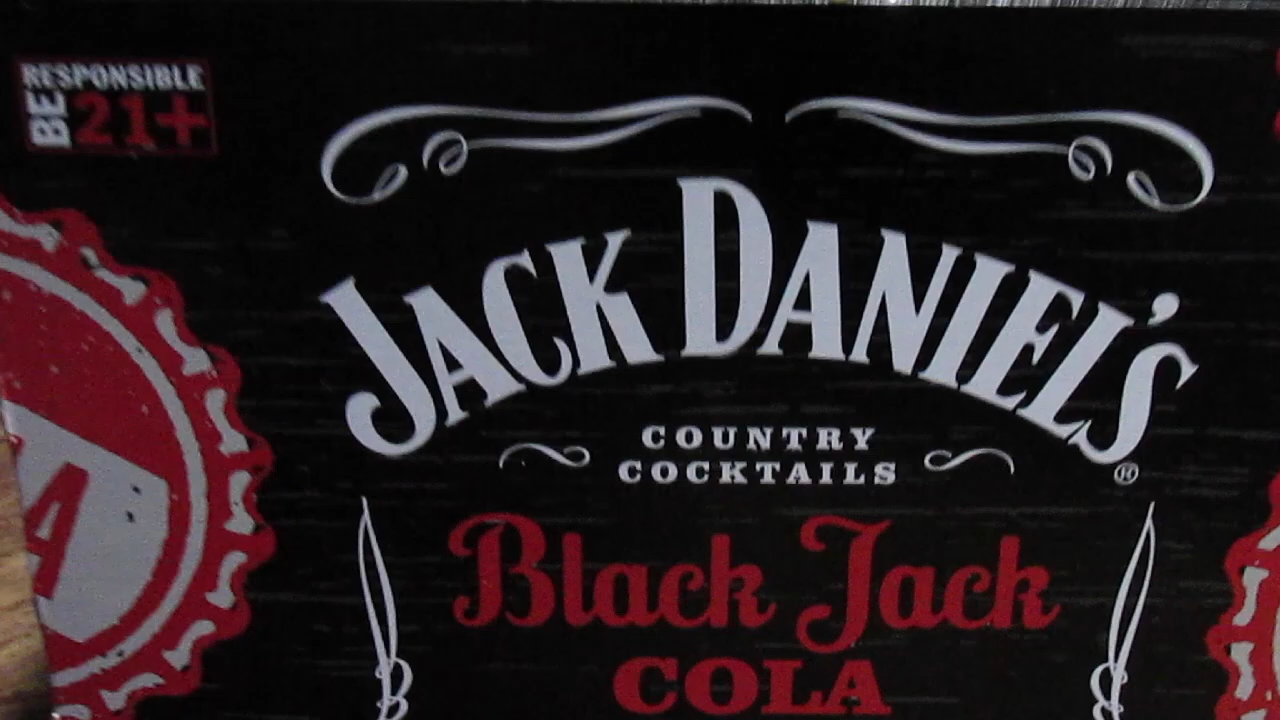 RESPONSIBLE
BE 21+
JACK DANIEL'S
®
COUNTRY
COCKTAILS
Black Jack
COLA
A